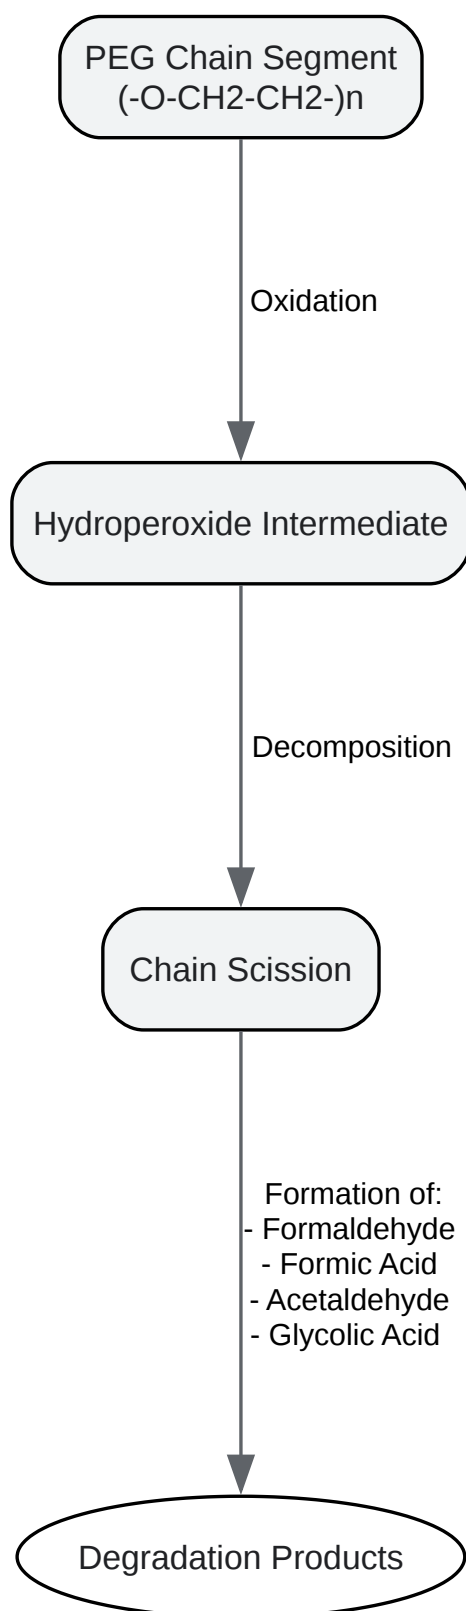 PEG Chain Segment
(-O-CH2-CH2-)n
Oxidation
Hydroperoxide Intermediate
Decomposition
Chain Scission
Formation of:
- Formaldehyde
- Formic Acid
- Acetaldehyde
- Glycolic Acid
Degradation Products